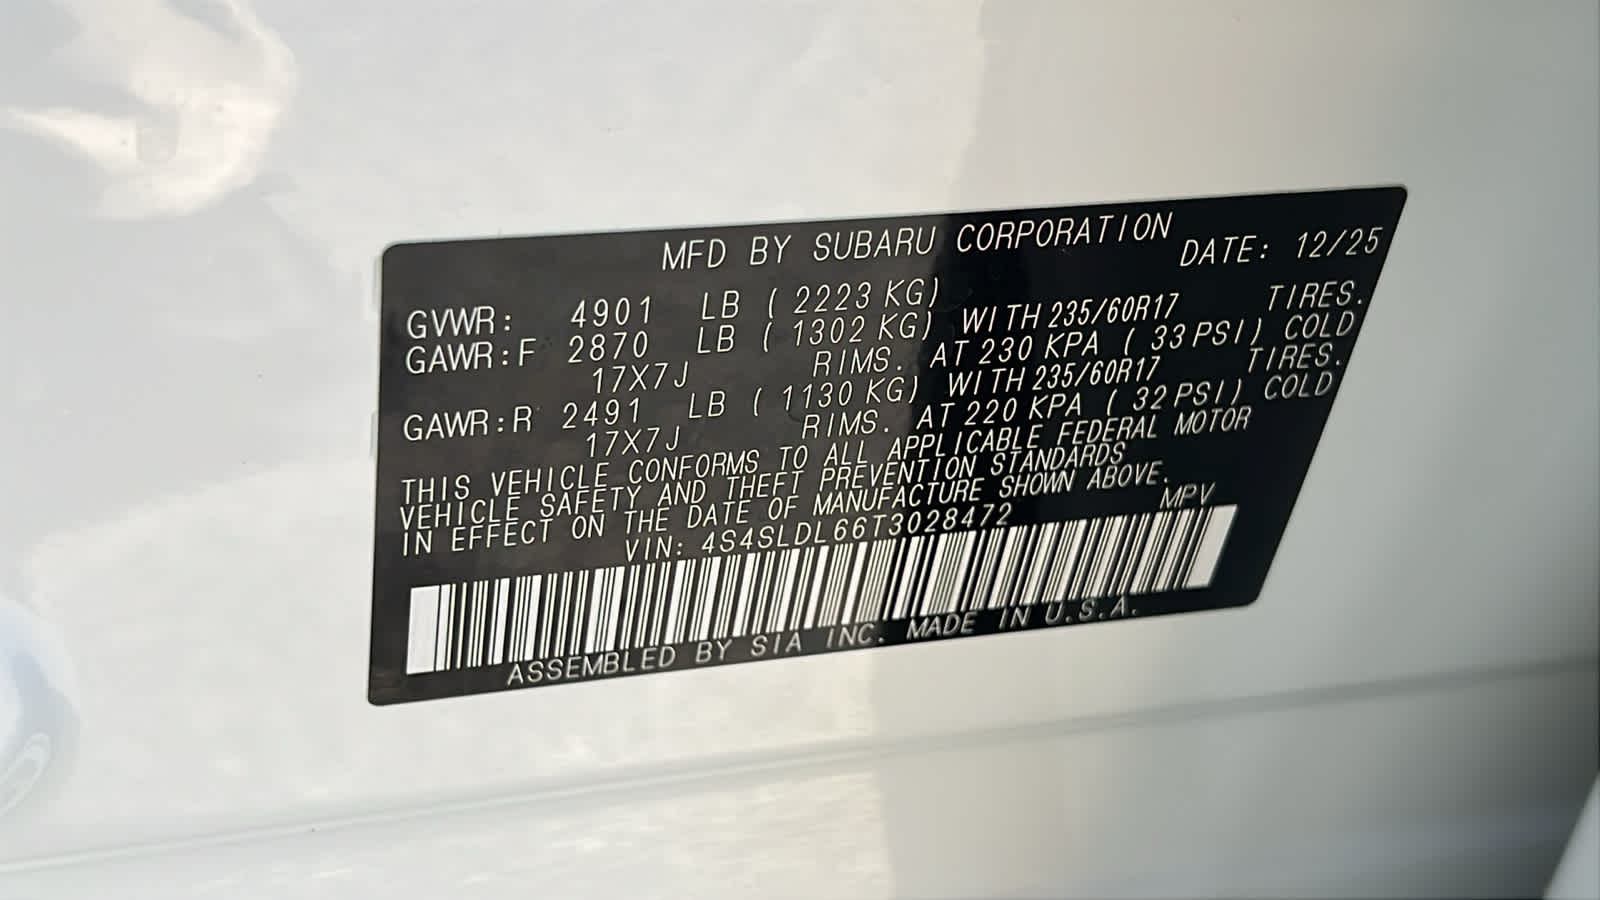 MFD BY SUBARU CORPORATION DATE: 12/25
GVWR: 4901 LB ( 2223 KG)
GAWR:F 2870 LB ( 1302 KG) WITH 235/60R17 TIRES.
17X7J RIMS. AT 230 KPA ( 33 PSI) COLD
GAWR:R 2491 LB ( 1130 KG) WITH 235/60R17 TIRES.
17X7J RIMS. AT 220 KPA ( 32 PSI) COLD
THIS VEHICLE CONFORMS TO ALL APPLICABLE FEDERAL MOTOR
VEHICLE SAFETY AND THEFT PREVENTION STANDARDS
IN EFFECT ON THE DATE OF MANUFACTURE SHOWN ABOVE.
VIN: 4S4SLDL66T3028472 MPV
ASSEMBLED BY SIA INC. MADE IN U.S.A.